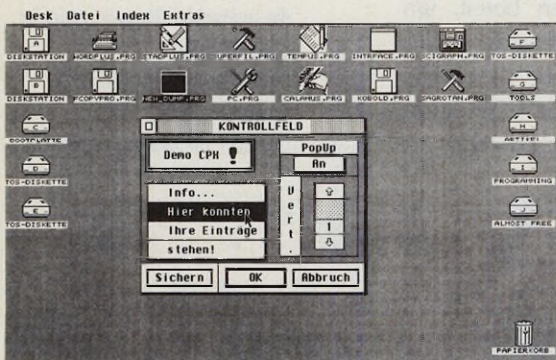 Desk Datei Index Extras
A
DISKSTATION WORDPLUS.PRG STADPLUS.PRG UPERFIL.PRG TEMPUS.PRG INTRFACE.PRG SCIGRAPH.PRG TOS-DISKETTE
F
B
DISKSTATION FCOPYPRO.PRG NEW_DUMP.PRG PC.PRG CALAMUS.PRG KOBOLD.PRG SAGROTAN.PRG TOOLS
G
C
BOOTPLATTE
H
D
TOS-DISKETTE
I
PROGRAMMING
E
TOS-DISKETTE
J
ALMOST FREE
KONTROLLFELD
Demo CPX !
PopUp
An
Info...
Hier konnten
Ihre Einträge
stehen!
Vert.
1
Sichern OK Abbruch
PAPIERKORB